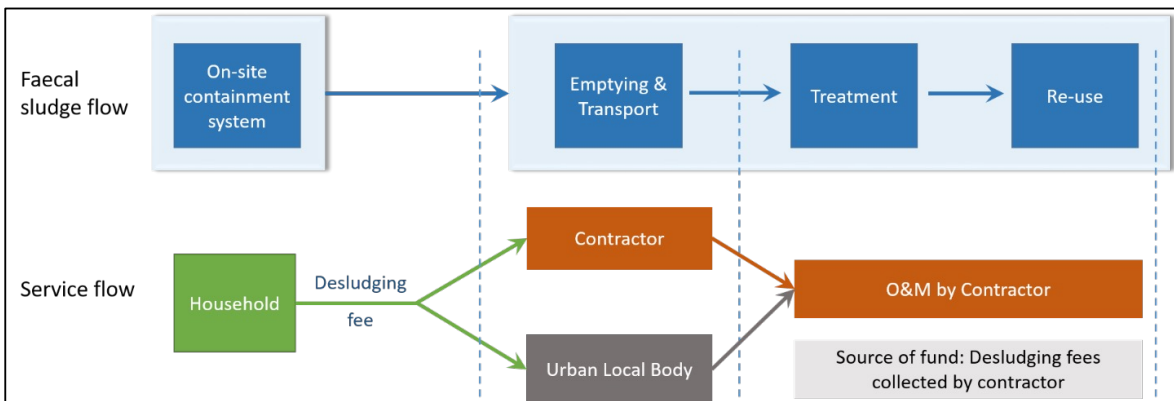 Faecal
sludge flow
On-site
containment
system
Emptying &
Transport
Treatment
Re-use
Service flow
Household
Desludging
fee
Contractor
Urban Local Body
O&M by Contractor
Source of fund: Desludging fees
collected by contractor